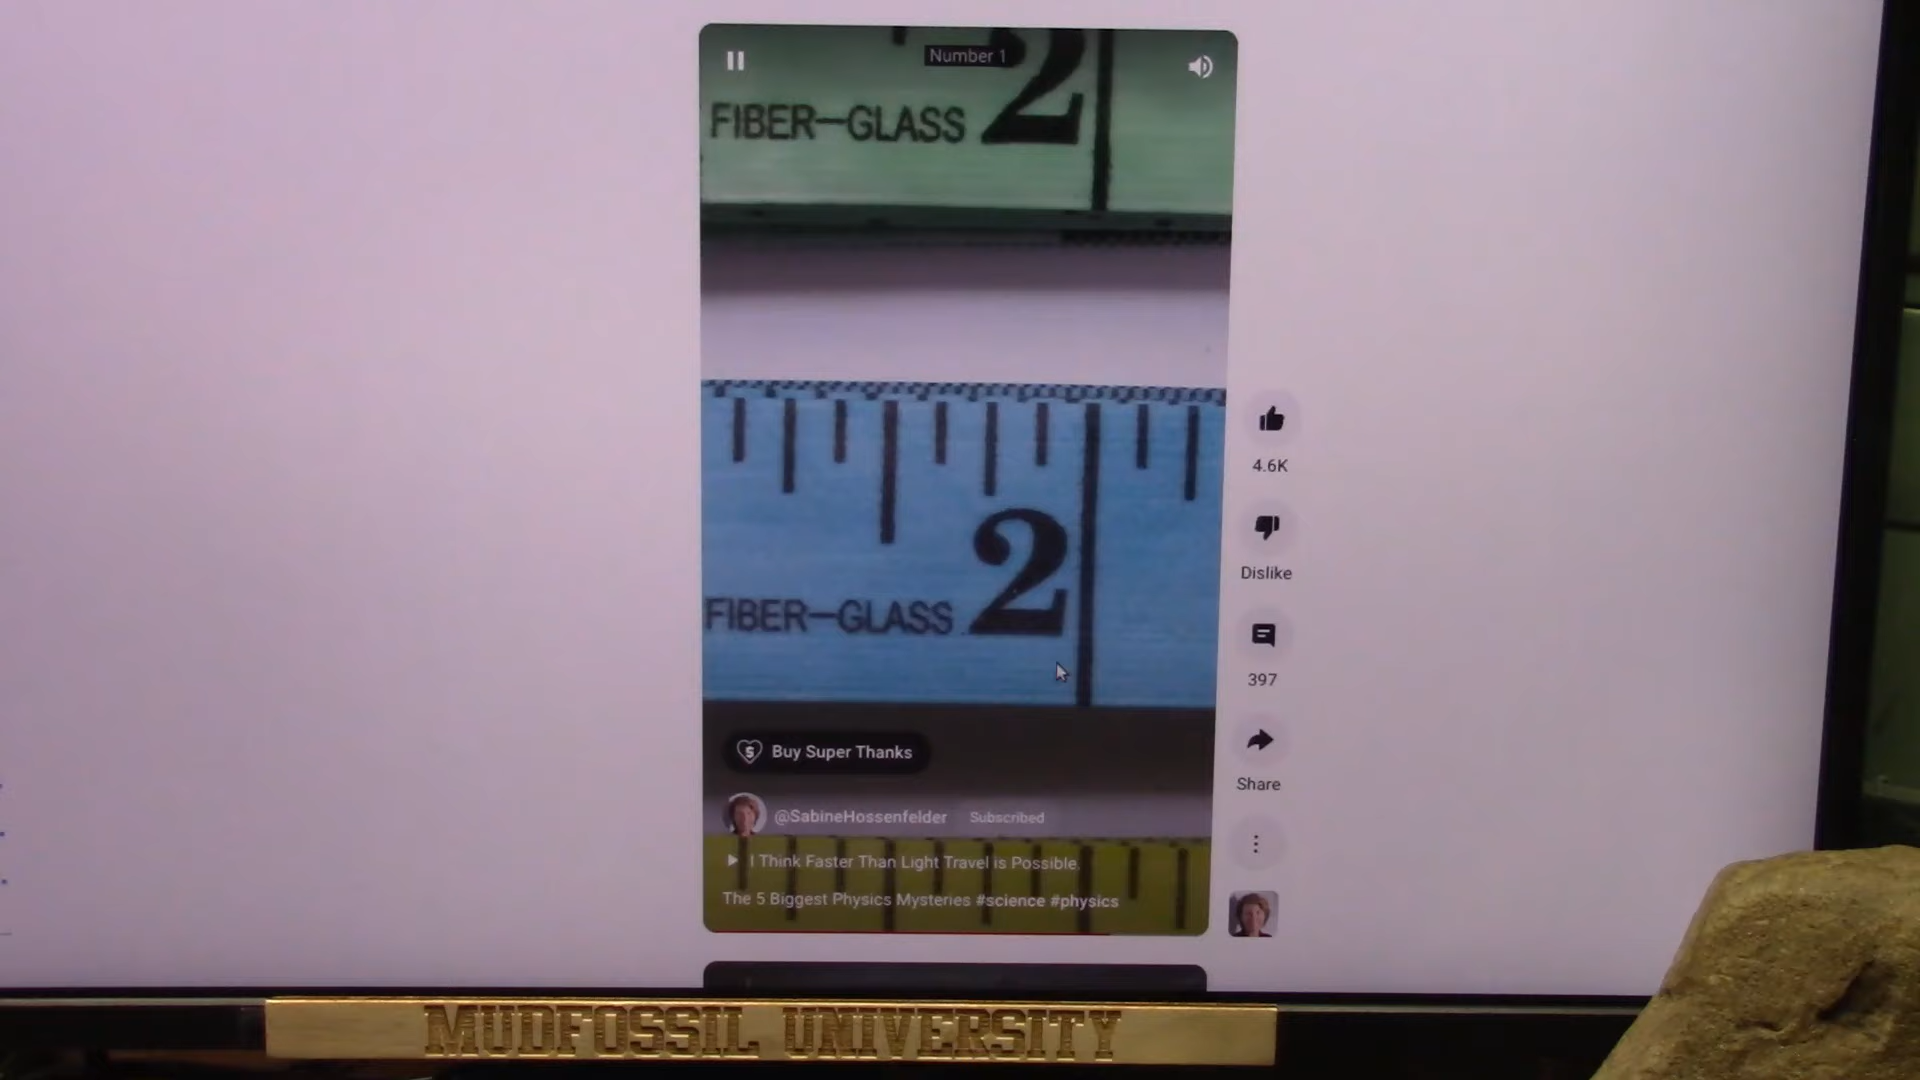 Number 1
2
FIBER-GLASS
2
FIBER-GLASS
4.6K
Dislike
397
Share
Buy Super Thanks
@SabineHossenfelder Subscribed
I Think Faster Than Light Travel is Possible.
The 5 Biggest Physics Mysteries #science #physics
MUDFOSSIL UNIVERSITY